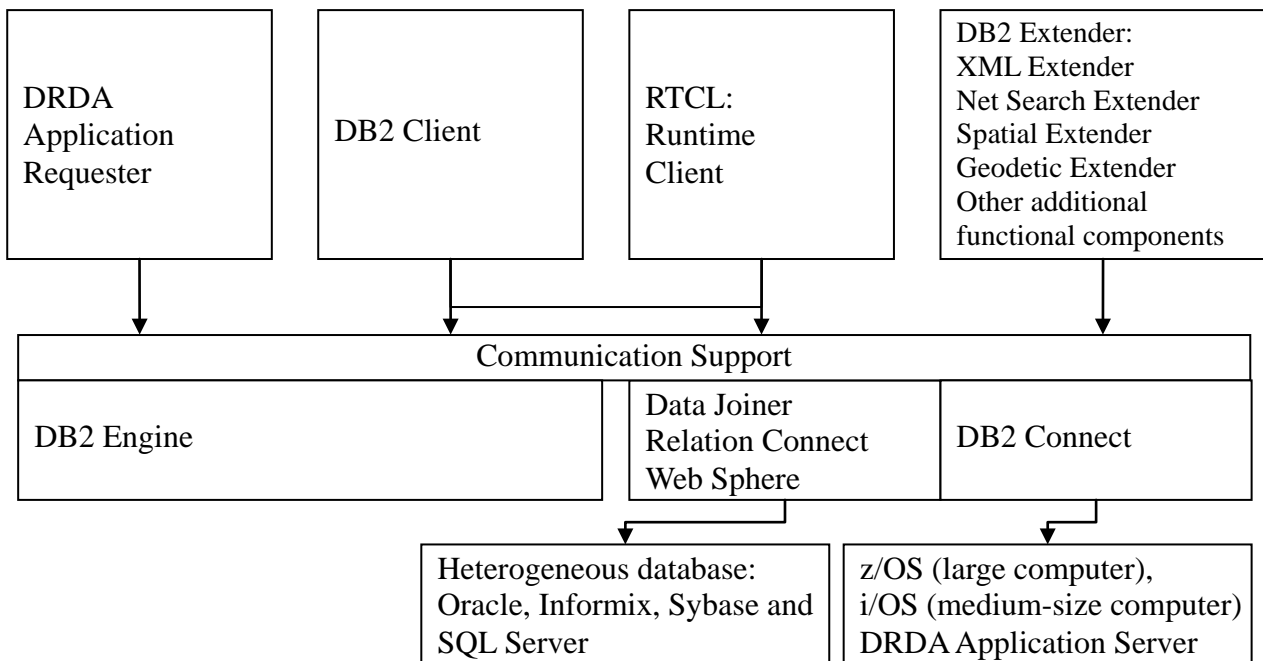 DRDA
Application
Requester
DB2 Client
RTCL:
Runtime
Client
DB2 Extender:
XML Extender
Net Search Extender
Spatial Extender
Geodetic Extender
Other additional
functional components
Communication Support
DB2 Engine
Data Joiner
Relation Connect
Web Sphere
DB2 Connect
Heterogeneous database:
Oracle, Informix, Sybase and
SQL Server
z/OS (large computer),
i/OS (medium-size computer)
DRDA Application Server